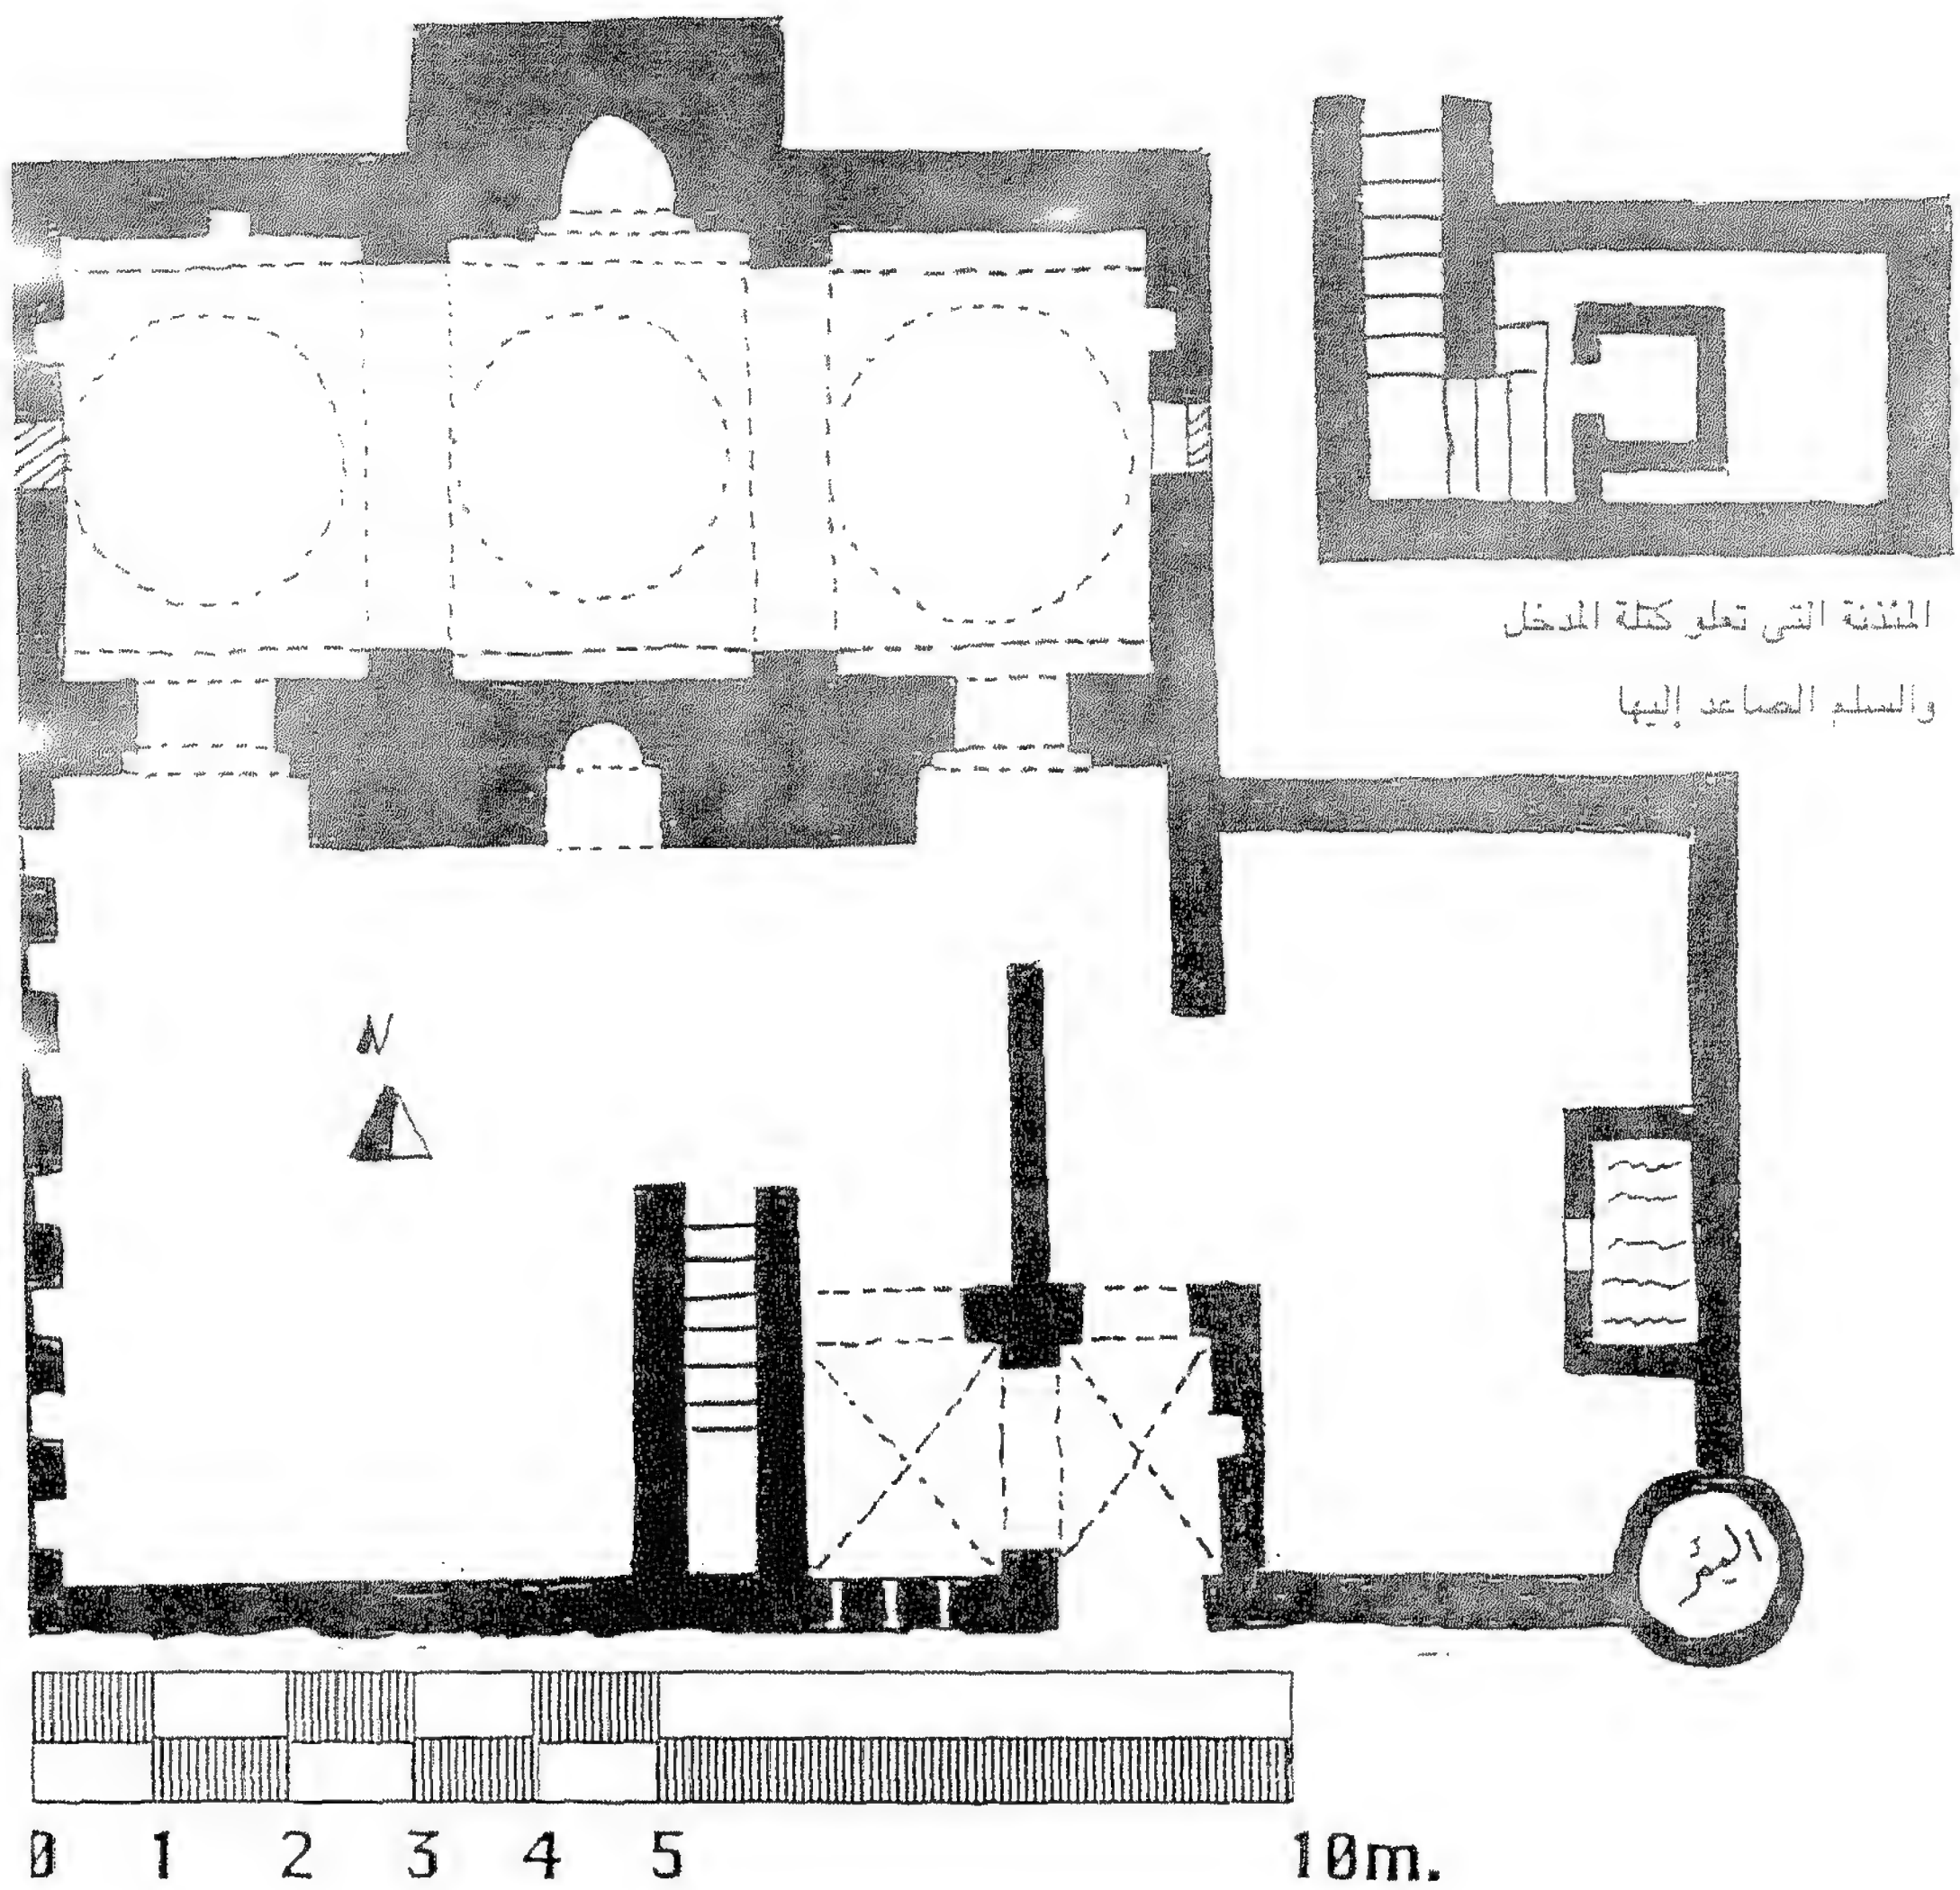 المئذنة التي تعلو كتلة المدخل
والسلم الصاعد إليها
N
البئر
0 1 2 3 4 5 10m.